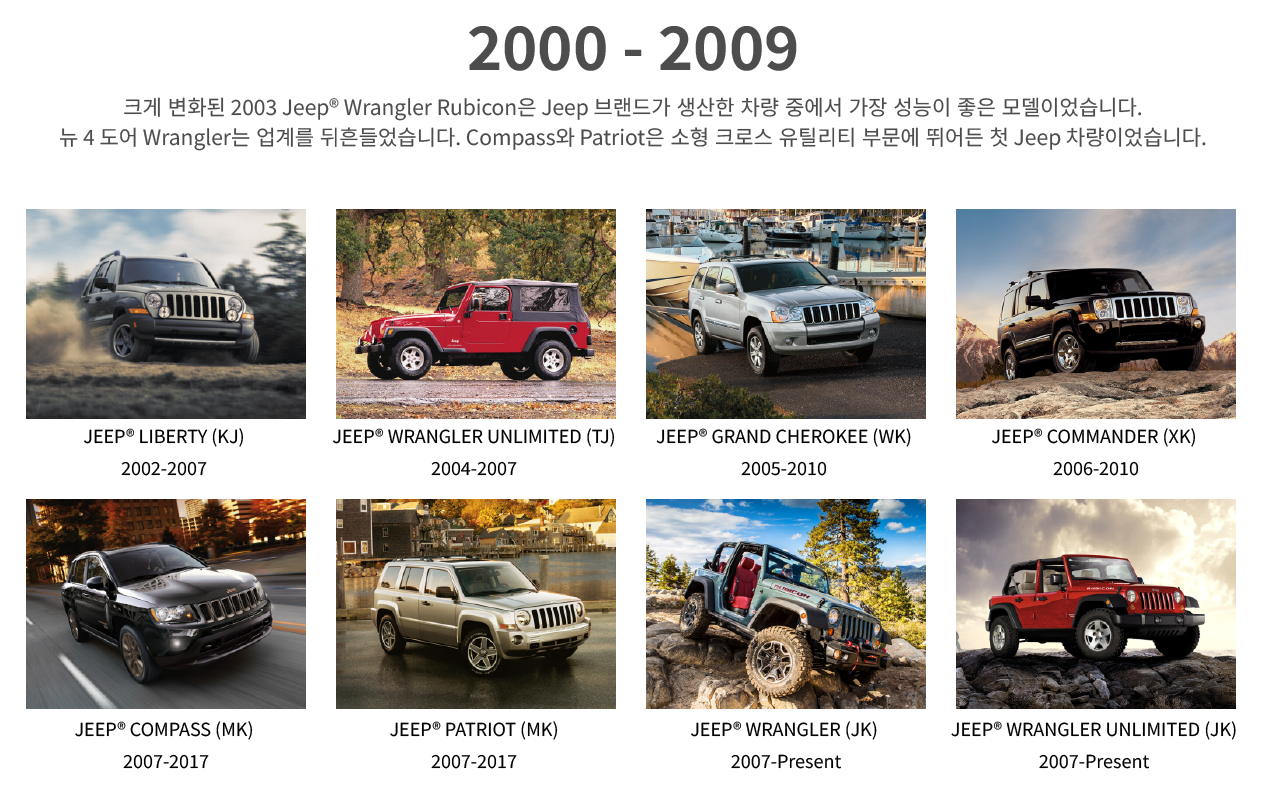 2000 - 2009
크게 변화된 2003 Jeep® Wrangler Rubicon은 Jeep 브랜드가 생산한 차량 중에서 가장 성능이 좋은 모델이었습니다.
뉴 4 도어 Wrangler는 업계를 뒤흔들었습니다. Compass와 Patriot은 소형 크로스 유틸리티 부문에 뛰어든 첫 Jeep 차량이었습니다.
JEEP® LIBERTY (KJ)
2002-2007
JEEP® WRANGLER UNLIMITED (TJ)
2004-2007
JEEP® GRAND CHEROKEE (WK)
2005-2010
JEEP® COMMANDER (XK)
2006-2010
RUBICON
RUBICON
JEEP® COMPASS (MK)
2007-2017
JEEP® PATRIOT (MK)
2007-2017
JEEP® WRANGLER (JK)
2007-Present
JEEP® WRANGLER UNLIMITED (JK)
2007-Present